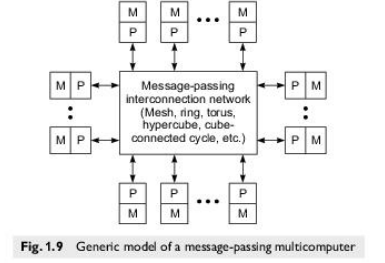 M M ••• M
P P P
M P
Message-passing
interconnection network
(Mesh, ring, torus,
hypercube, cube-
connected cycle, etc.)
P M
M P
P M
P P P
M M ••• M
Fig. 1.9 Generic model of a message-passing multicomputer